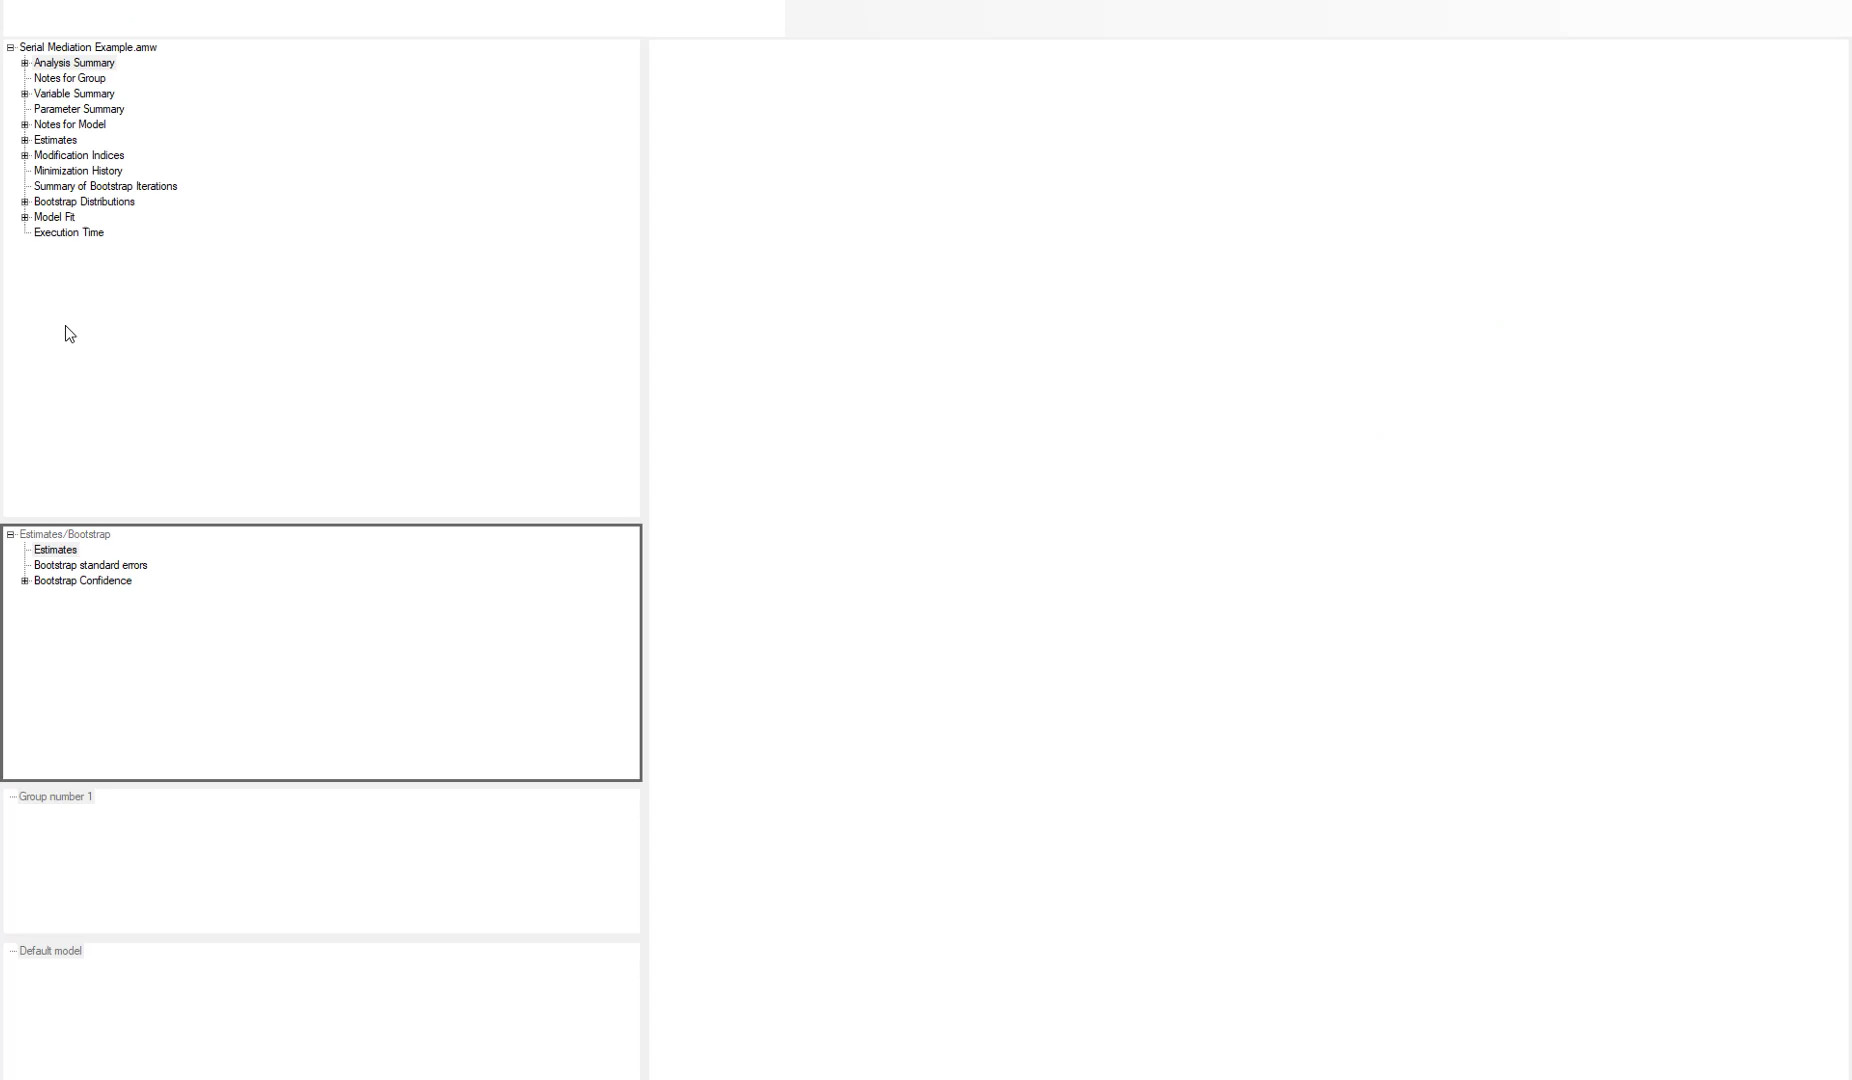 Serial Mediation Example.amw
Analysis Summary
Notes for Group
Variable Summary
Parameter Summary
Notes for Model
Estimates
Modification Indices
Minimization History
Summary of Bootstrap Iterations
Bootstrap Distributions
Model Fit
Execution Time
Estimates/Bootstrap
Estimates
Bootstrap standard errors
Bootstrap Confidence
Group number 1
Default model